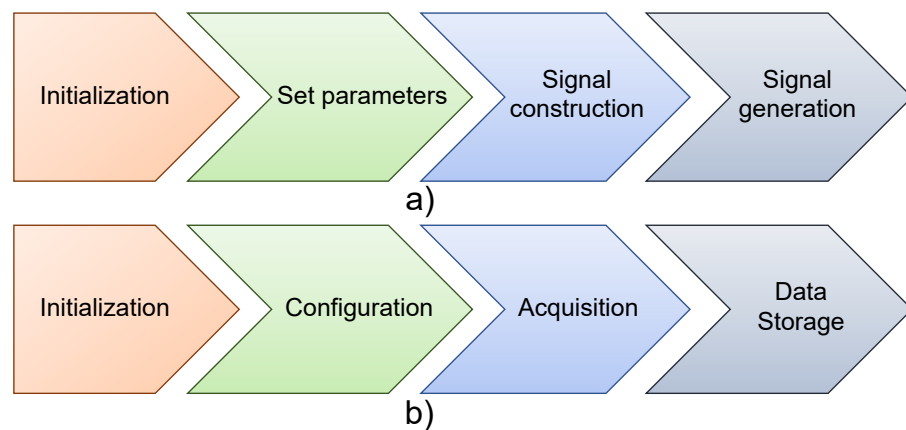 Initialization
Set parameters
Signal
construction
Signal
generation
a)
Initialization
Configuration
Acquisition
Data
Storage
b)